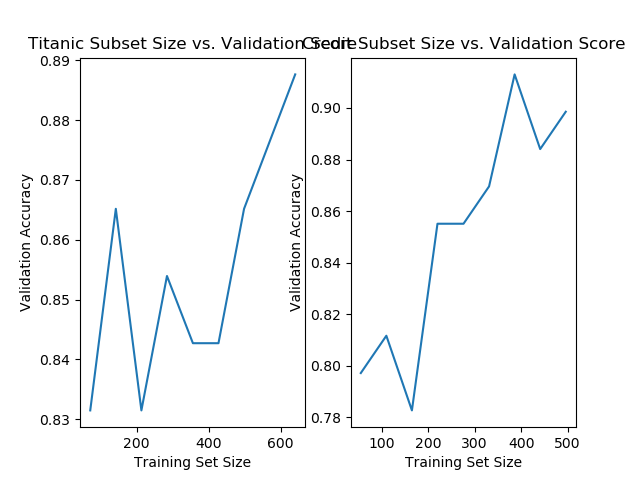 Titanic Subset Size vs. Validation Score
Credit Subset Size vs. Validation Score
0.89
0.88
0.87
0.86
0.85
0.84
0.83
Validation Accuracy
200 400 600
Training Set Size
0.90
0.88
0.86
0.84
0.82
0.80
0.78
Validation Accuracy
100 200 300 400 500
Training Set Size